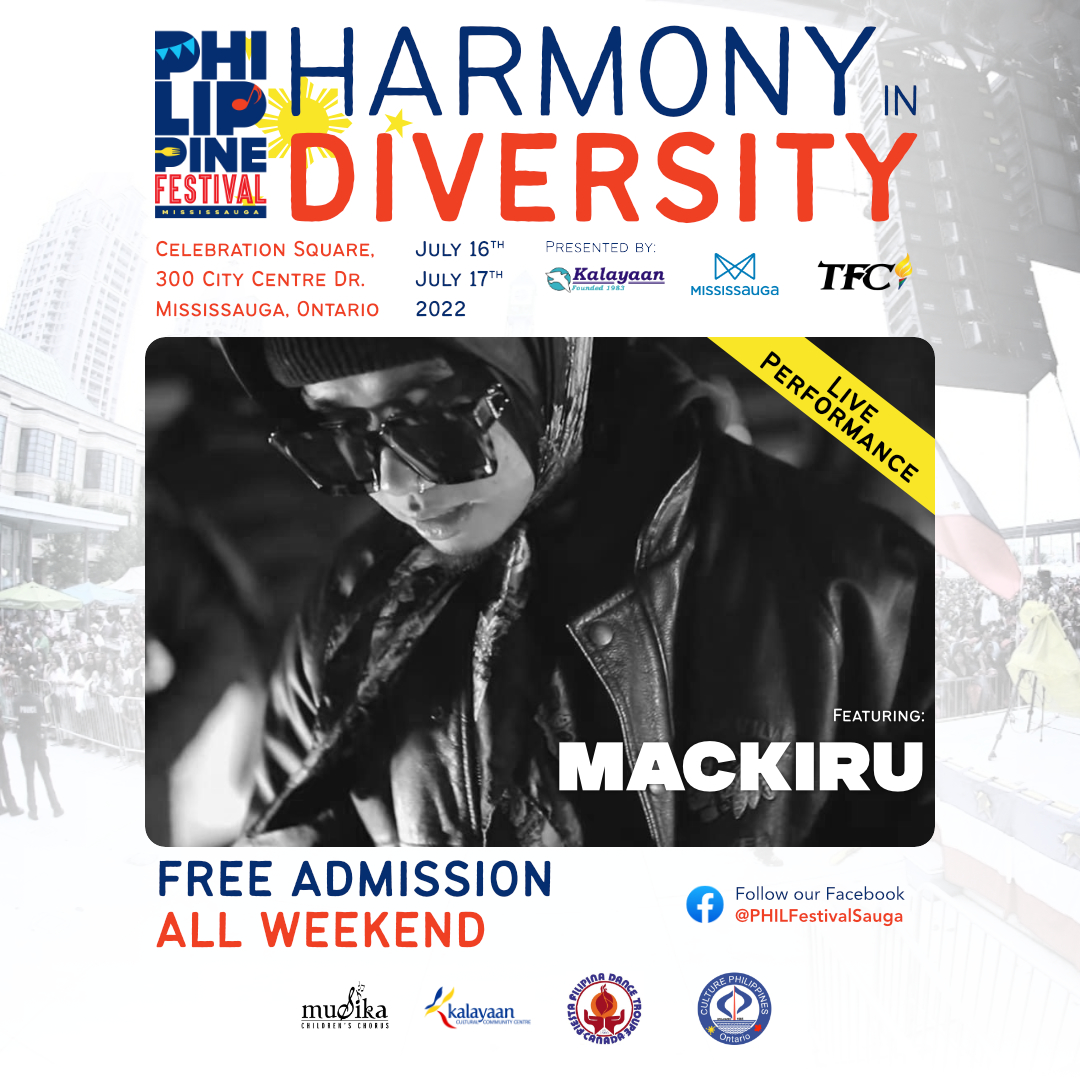 PHI
LIP
PINE
FESTIVAL
MISSISSAUGA
HARMONY IN
DIVERSITY
CELEBRATION SQUARE,
300 CITY CENTRE DR.
MISSISSAUGA, ONTARIO
JULY 16TH
JULY 17TH
2022
PRESENTED BY:
Kalayaan
Founded 1983
MISSISSAUGA
TFC
LIVE
PERFORMANCE
FEATURING:
MACKIRU
FREE ADMISSION
ALL WEEKEND
Follow our Facebook
@PHILFestivalSauga
muSika
CHILDREN'S CHORUS
kalayaan
CULTURAL COMMUNITY CENTRE
FIESTA FILIPINA DANCE TROUPE
CANADA
CULTURE PHILIPPINES
Ontario